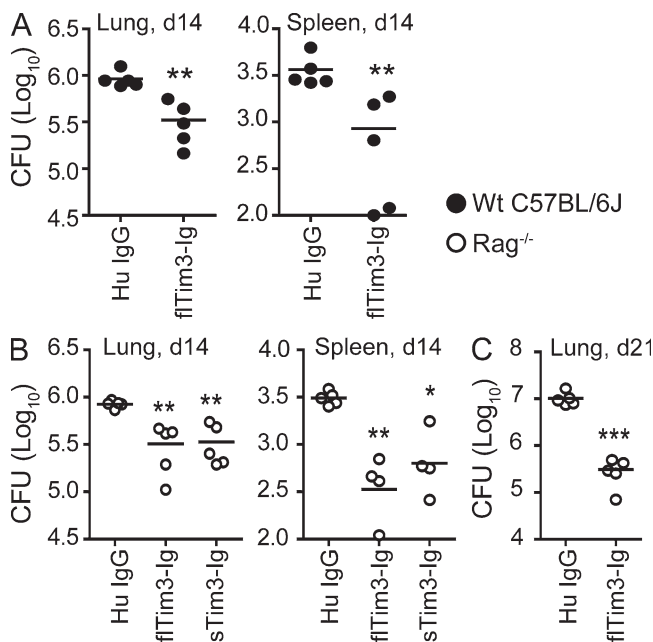 A Lung, d14 Spleen, d14
CFU (Log10)
6.5
6.0
5.5
5.0
4.5
**
Hu IgG
flTim3-Ig
4.0
3.5
3.0
2.5
2.0
**
Hu IgG
flTim3-Ig
Wt C57BL/6J
Rag-/-
B Lung, d14 Spleen, d14 C Lung, d21
CFU (Log10)
6.5
6.0
5.5
5.0
4.5
** **
Hu IgG
flTim3-Ig
sTim3-Ig
4.0
3.5
3.0
2.5
2.0
** *
Hu IgG
flTim3-Ig
sTim3-Ig
CFU (Log10)
8
7
6
5
4
***
Hu IgG
flTim3-Ig